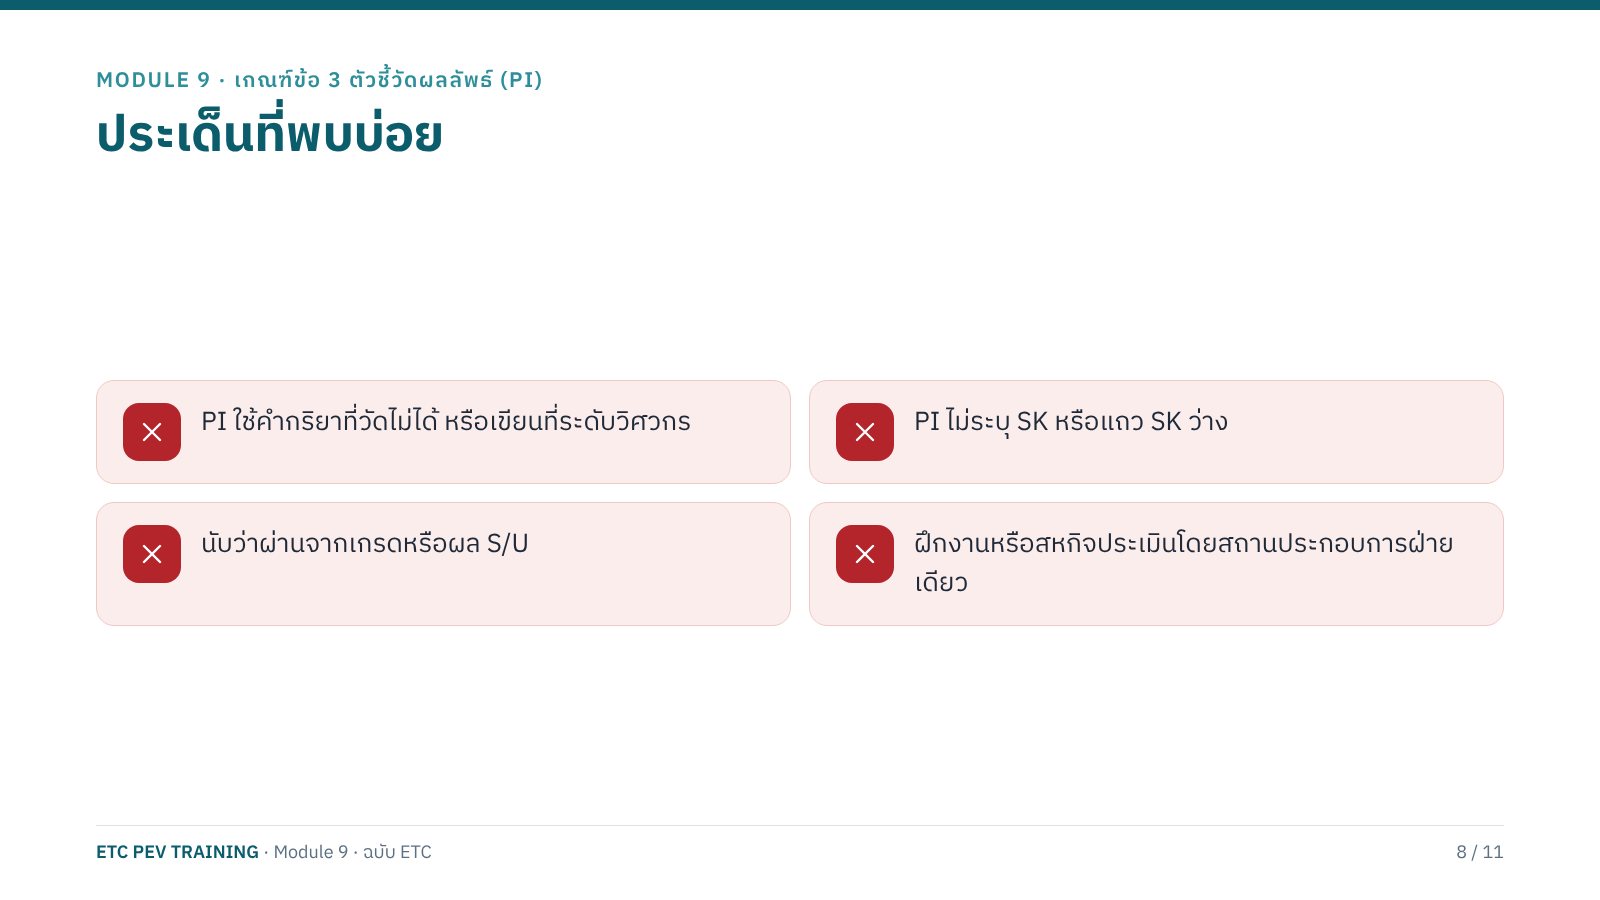 MODULE 9 · เกณฑ์ข้อ 3 ตัวชี้วัดผลลัพธ์ (PI)
ประเด็นที่พบบ่อย
PI ใช้คำกริยาที่วัดไม่ได้ หรือเขียนที่ระดับวิศวกร
PI ไม่ระบุ SK หรือแถว SK ว่าง
นับว่าผ่านจากเกรดหรือผล S/U
ฝึกงานหรือสหกิจประเมินโดยสถานประกอบการฝ่าย
เดียว
ETC PEV TRAINING · Module 9 · ฉบับ ETC
8 / 11